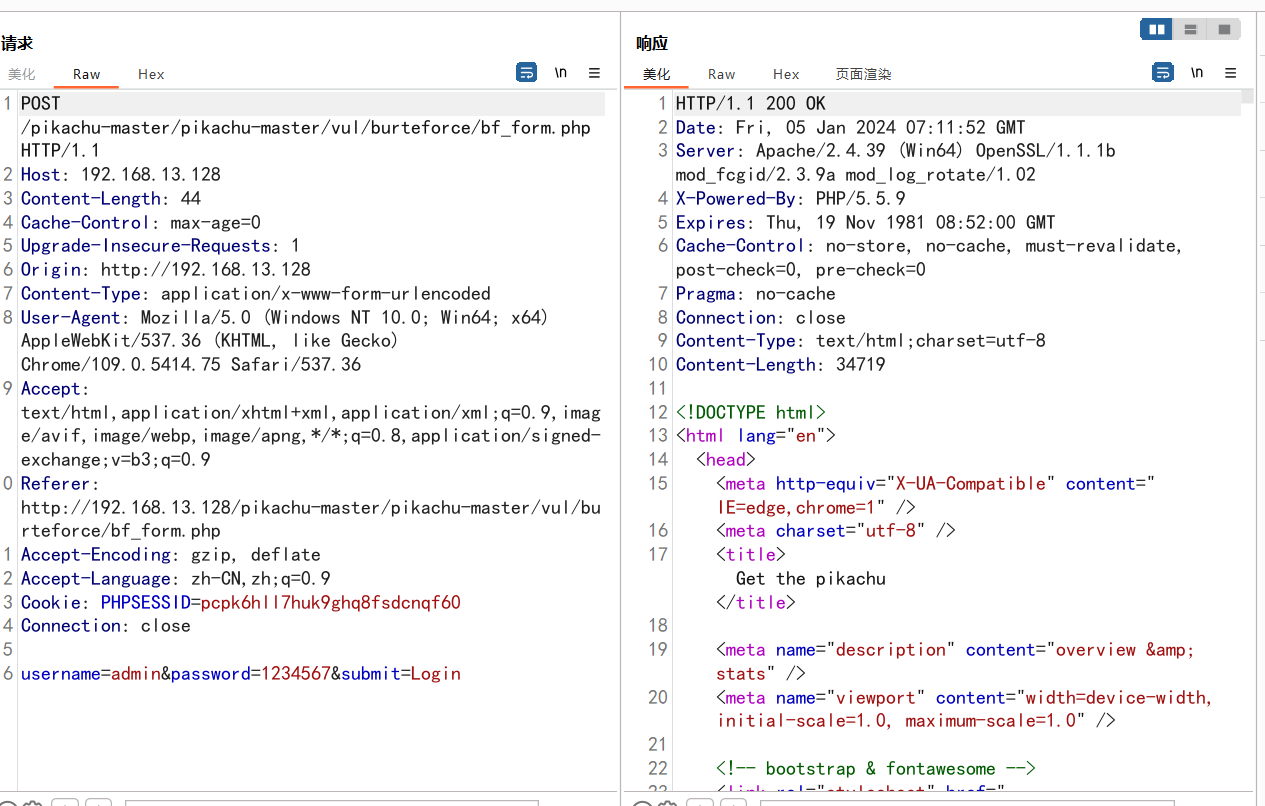 请求
美化 Raw Hex \n
1 POST
/pikachu-master/pikachu-master/vul/burteforce/bf_form.php
HTTP/1.1
2 Host: 192.168.13.128
3 Content-Length: 44
4 Cache-Control: max-age=0
5 Upgrade-Insecure-Requests: 1
6 Origin: http://192.168.13.128
7 Content-Type: application/x-www-form-urlencoded
8 User-Agent: Mozilla/5.0 (Windows NT 10.0; Win64; x64)
AppleWebKit/537.36 (KHTML, like Gecko)
Chrome/109.0.5414.75 Safari/537.36
9 Accept:
text/html,application/xhtml+xml,application/xml;q=0.9,imag
e/avif,image/webp,image/apng,*/*;q=0.8,application/signed-
exchange;v=b3;q=0.9
0 Referer:
http://192.168.13.128/pikachu-master/pikachu-master/vul/bu
rteforce/bf_form.php
1 Accept-Encoding: gzip, deflate
2 Accept-Language: zh-CN,zh;q=0.9
3 Cookie: PHPSESSID=pcpk6hll7huk9ghq8fsdcnqf60
4 Connection: close
5
6 username=admin&password=1234567&submit=Login
响应
美化 Raw Hex 页面渲染 \n
1 HTTP/1.1 200 OK
2 Date: Fri, 05 Jan 2024 07:11:52 GMT
3 Server: Apache/2.4.39 (Win64) OpenSSL/1.1.1b
mod_fcgid/2.3.9a mod_log_rotate/1.02
4 X-Powered-By: PHP/5.5.9
5 Expires: Thu, 19 Nov 1981 08:52:00 GMT
6 Cache-Control: no-store, no-cache, must-revalidate,
post-check=0, pre-check=0
7 Pragma: no-cache
8 Connection: close
9 Content-Type: text/html;charset=utf-8
10 Content-Length: 34719
11
12 <!DOCTYPE html>
13 <html lang="en">
14 <head>
15 <meta http-equiv="X-UA-Compatible" content="
IE=edge,chrome=1" />
16 <meta charset="utf-8" />
17 <title>
Get the pikachu
</title>
18
19 <meta name="description" content="overview &amp;
stats" />
20 <meta name="viewport" content="width=device-width,
initial-scale=1.0, maximum-scale=1.0" />
21
22 <!-- bootstrap & fontawesome -->
23 <link rel="stylesheet" href="